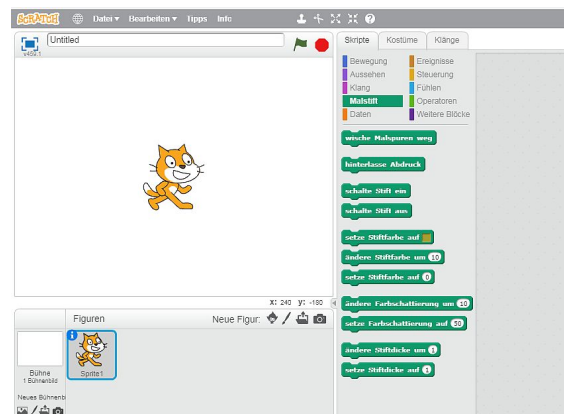 SCRATCH Datei Bearbeiten Tipps Info
Untitled
v459.1
Skripte Kostüme Klänge
Bewegung Ereignisse
Aussehen Steuerung
Klang Fühlen
Malstift Operatoren
Daten Weitere Blöcke
wische Malspuren weg
hinterlasse Abdruck
schalte Stift ein
schalte Stift aus
setze Stiftfarbe auf
ändere Stiftfarbe um 10
setze Stiftfarbe auf 0
ändere Farbschattierung um 10
setze Farbschattierung auf 50
ändere Stiftdicke um 1
setze Stiftdicke auf 1
X: 240 y: -180
Figuren Neue Figur:
Sprite1
Bühne
1 Bühnenbild
Neues Bühnenb